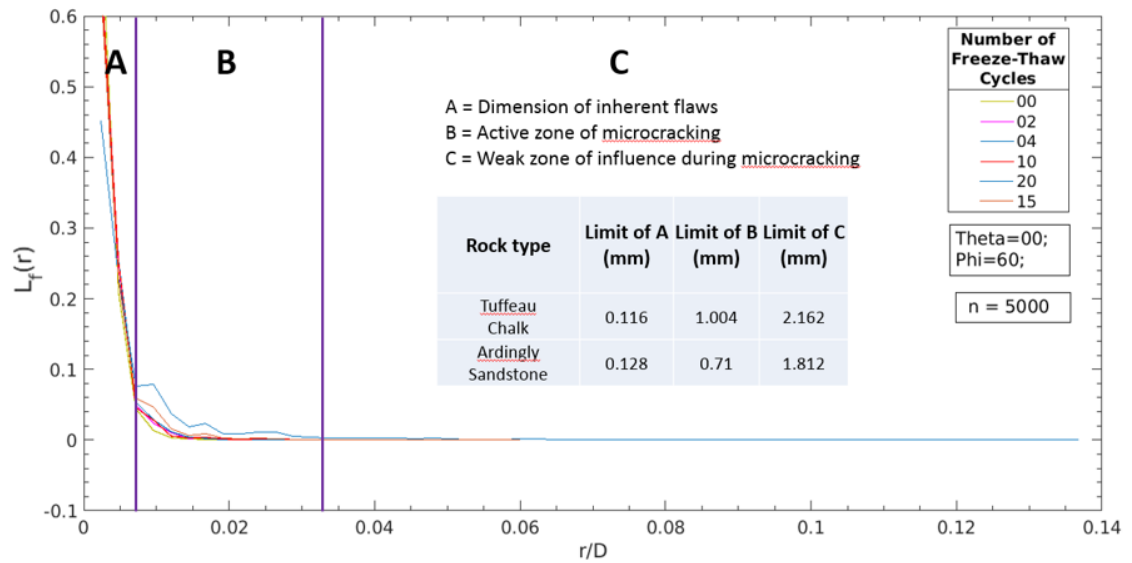 0.6
0.5
0.4
0.3
0.2
0.1
0
-0.1
L_f(r)
A
B
C
A = Dimension of inherent flaws
B = Active zone of microcracking
C = Weak zone of influence during microcracking
Rock type Limit of A (mm) Limit of B (mm) Limit of C (mm)
Tuffeau Chalk 0.116 1.004 2.162
Ardingly Sandstone 0.128 0.71 1.812
Number of
Freeze-Thaw
Cycles
00
02
04
10
20
15
Theta=00;
Phi=60;
n = 5000
0 0.02 0.04 0.06 0.08 0.1 0.12 0.14
r/D